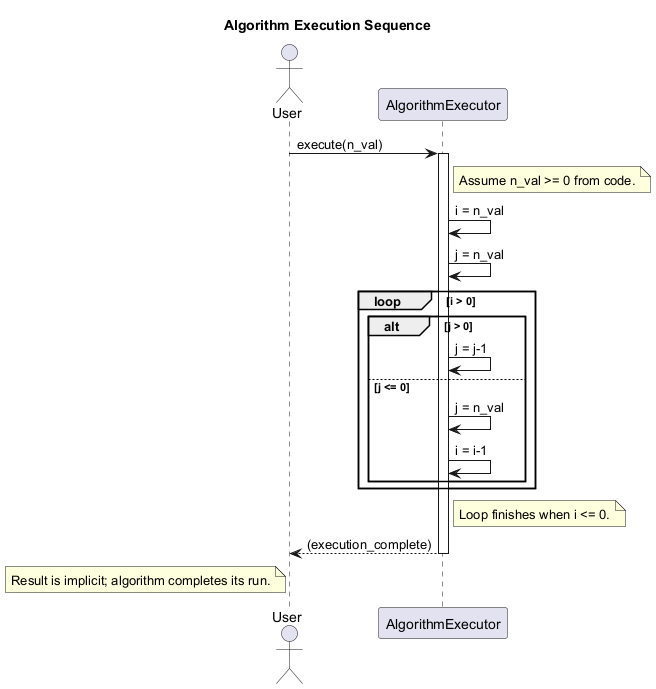 Algorithm Execution Sequence
User
AlgorithmExecutor
execute(n_val)
Assume n_val >= 0 from code.
i = n_val
j = n_val
loop [i > 0]
alt [j > 0]
j = j-1
[j <= 0]
j = n_val
i = i-1
Loop finishes when i <= 0.
(execution_complete)
Result is implicit; algorithm completes its run.
User
AlgorithmExecutor